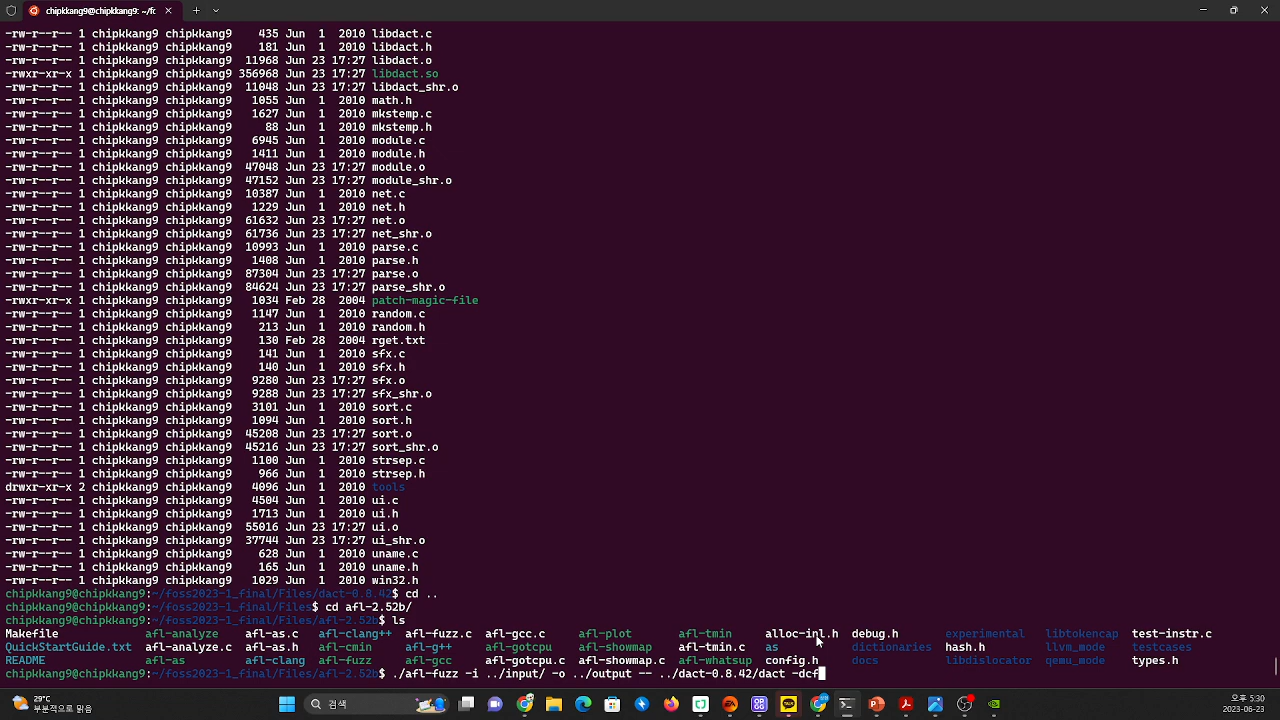 chipkkang9@chipkkang9: ~/fo
-rw-r--r-- 1 chipkkang9 chipkkang9    435 Jun  1  2010 libdact.c
-rw-r--r-- 1 chipkkang9 chipkkang9    181 Jun  1  2010 libdact.h
-rw-r--r-- 1 chipkkang9 chipkkang9  11968 Jun 23 17:27 libdact.o
-rwxr-xr-x 1 chipkkang9 chipkkang9 356968 Jun 23 17:27 libdact.so
-rw-r--r-- 1 chipkkang9 chipkkang9  11048 Jun 23 17:27 libdact_shr.o
-rw-r--r-- 1 chipkkang9 chipkkang9   1055 Jun  1  2010 math.h
-rw-r--r-- 1 chipkkang9 chipkkang9   1627 Jun  1  2010 mkstemp.c
-rw-r--r-- 1 chipkkang9 chipkkang9     88 Jun  1  2010 mkstemp.h
-rw-r--r-- 1 chipkkang9 chipkkang9   6945 Jun  1  2010 module.c
-rw-r--r-- 1 chipkkang9 chipkkang9   1411 Jun  1  2010 module.h
-rw-r--r-- 1 chipkkang9 chipkkang9  47048 Jun 23 17:27 module.o
-rw-r--r-- 1 chipkkang9 chipkkang9  47152 Jun 23 17:27 module_shr.o
-rw-r--r-- 1 chipkkang9 chipkkang9  10387 Jun  1  2010 net.c
-rw-r--r-- 1 chipkkang9 chipkkang9   1229 Jun  1  2010 net.h
-rw-r--r-- 1 chipkkang9 chipkkang9  61632 Jun 23 17:27 net.o
-rw-r--r-- 1 chipkkang9 chipkkang9  61736 Jun 23 17:27 net_shr.o
-rw-r--r-- 1 chipkkang9 chipkkang9  10993 Jun  1  2010 parse.c
-rw-r--r-- 1 chipkkang9 chipkkang9   1408 Jun  1  2010 parse.h
-rw-r--r-- 1 chipkkang9 chipkkang9  87304 Jun 23 17:27 parse.o
-rw-r--r-- 1 chipkkang9 chipkkang9  84624 Jun 23 17:27 parse_shr.o
-rwxr-xr-x 1 chipkkang9 chipkkang9   1034 Feb 28  2004 patch-magic-file
-rw-r--r-- 1 chipkkang9 chipkkang9   1147 Jun  1  2010 random.c
-rw-r--r-- 1 chipkkang9 chipkkang9    213 Jun  1  2010 random.h
-rw-r--r-- 1 chipkkang9 chipkkang9    130 Feb 28  2004 rget.txt
-rw-r--r-- 1 chipkkang9 chipkkang9    141 Jun  1  2010 sfx.c
-rw-r--r-- 1 chipkkang9 chipkkang9    140 Jun  1  2010 sfx.h
-rw-r--r-- 1 chipkkang9 chipkkang9   9280 Jun 23 17:27 sfx.o
-rw-r--r-- 1 chipkkang9 chipkkang9   9288 Jun 23 17:27 sfx_shr.o
-rw-r--r-- 1 chipkkang9 chipkkang9   3101 Jun  1  2010 sort.c
-rw-r--r-- 1 chipkkang9 chipkkang9   1094 Jun  1  2010 sort.h
-rw-r--r-- 1 chipkkang9 chipkkang9  45208 Jun 23 17:27 sort.o
-rw-r--r-- 1 chipkkang9 chipkkang9  45216 Jun 23 17:27 sort_shr.o
-rw-r--r-- 1 chipkkang9 chipkkang9   1100 Jun  1  2010 strsep.c
-rw-r--r-- 1 chipkkang9 chipkkang9    966 Jun  1  2010 strsep.h
drwxr-xr-x 2 chipkkang9 chipkkang9   4096 Jun  1  2010 tools
-rw-r--r-- 1 chipkkang9 chipkkang9   4504 Jun  1  2010 ui.c
-rw-r--r-- 1 chipkkang9 chipkkang9   1713 Jun  1  2010 ui.h
-rw-r--r-- 1 chipkkang9 chipkkang9  55016 Jun 23 17:27 ui.o
-rw-r--r-- 1 chipkkang9 chipkkang9  37744 Jun 23 17:27 ui_shr.o
-rw-r--r-- 1 chipkkang9 chipkkang9    628 Jun  1  2010 uname.c
-rw-r--r-- 1 chipkkang9 chipkkang9    165 Jun  1  2010 uname.h
-rw-r--r-- 1 chipkkang9 chipkkang9   1029 Jun  1  2010 win32.h
chipkkang9@chipkkang9:~/foss2023-1_final/Files/dact-0.8.42$ cd ..
chipkkang9@chipkkang9:~/foss2023-1_final/Files$ cd afl-2.52b/
chipkkang9@chipkkang9:~/foss2023-1_final/Files/afl-2.52b$ ls
Makefile afl-analyze afl-as.c afl-clang++ afl-fuzz.c afl-gcc.c afl-plot afl-tmin alloc-inl.h debug.h experimental libtokencap test-instr.c
QuickStartGuide.txt afl-analyze.c afl-as.h afl-cmin afl-g++ afl-gotcpu afl-showmap afl-tmin.c as dictionaries hash.h llvm_mode testcases
README afl-as afl-clang afl-fuzz afl-gcc afl-gotcpu.c afl-showmap.c afl-whatsup config.h docs libdislocator qemu_mode types.h
chipkkang9@chipkkang9:~/foss2023-1_final/Files/afl-2.52b$ ./afl-fuzz -i ../input/ -o ../output -- ../dact-0.8.42/dact -dcf
29°C
부분적으로 맑음
검색
오후 5:30
2023-06-23